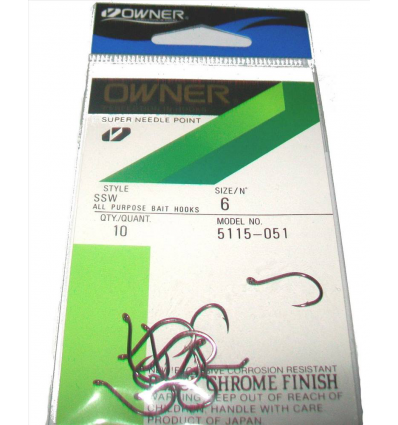 OWNER
OWNER
SUPER NEEDLE POINT
STYLE
SSW
ALL PURPOSE BAIT HOOKS
SIZE/N°
6
QTY/QUANT.
10
MODEL NO.
5115-051
CORROSION RESISTANT
CHROME FINISH
WARNING: KEEP OUT OF REACH OF
CHILDREN, HANDLE WITH CARE.
PRODUCT OF JAPAN